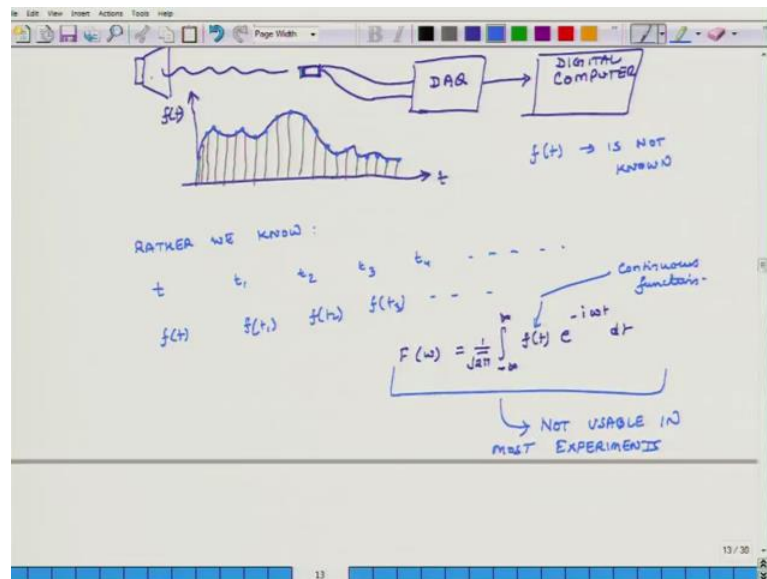 le Edit View Insert Actions Tools Help
Page Width
B I
DAQ
DIGITAL
COMPUTER
f(t)
t
f(t) → IS NOT
KNOWN
RATHER WE KNOW :
t t₁ t₂ t₃ t₄ - - - - - -
f(t) f(t₁) f(t₂) f(t₃) - - -
Continuous
function-
F(ω) = 1/√2π ∫_{-∞}^{∞} f(t) e^{-iωt} dt
→ NOT USABLE IN
MOST EXPERIMENTS
13 / 30
13